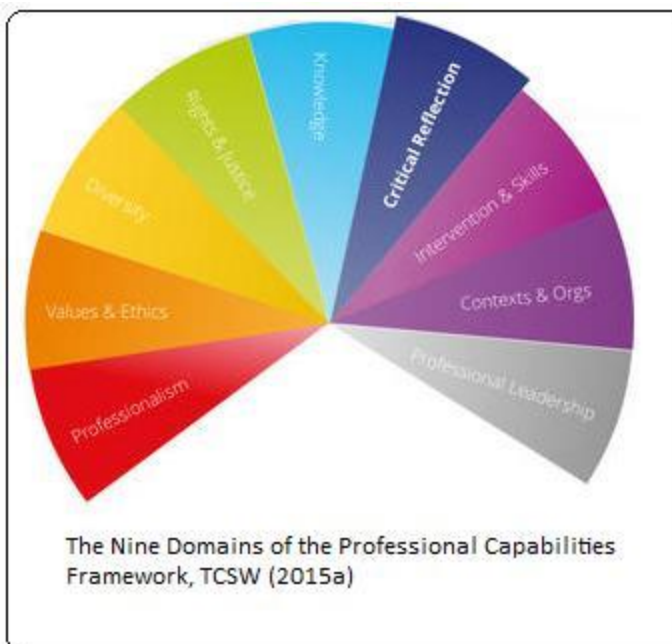 Professionalism
Values & Ethics
Diversity
Rights & Justice
Knowledge
Critical Reflection
Intervention & Skills
Contexts & Orgs
Professional Leadership
The Nine Domains of the Professional Capabilities
Framework, TCSW (2015a)